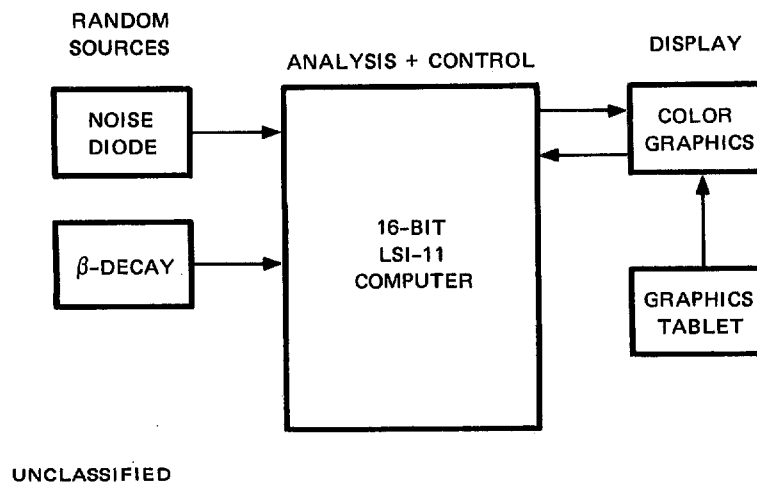 RANDOM
SOURCES
ANALYSIS + CONTROL
DISPLAY
NOISE
DIODE
β-DECAY
16-BIT
LSI-11
COMPUTER
COLOR
GRAPHICS
GRAPHICS
TABLET
UNCLASSIFIED